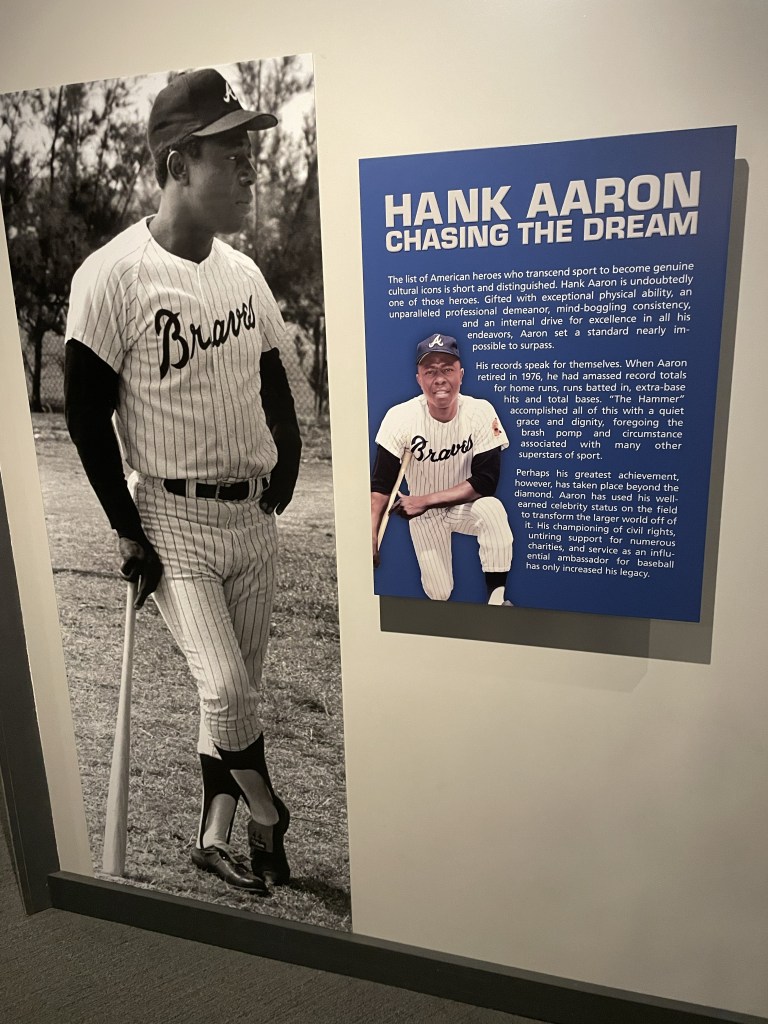 A
Braves
HANK AARON
CHASING THE DREAM
The list of American heroes who transcend sport to become genuine
cultural icons is short and distinguished. Hank Aaron is undoubtedly
one of those heroes. Gifted with exceptional physical ability, an
unparalleled professional demeanor, mind-boggling consistency,
and an internal drive for excellence in all his
endeavors, Aaron set a standard nearly im-
possible to surpass.
His records speak for themselves. When Aaron
retired in 1976, he had amassed record totals
for home runs, runs batted in, extra-base
hits and total bases. “The Hammer”
accomplished all of this with a quiet
grace and dignity, foregoing the
brash pomp and circumstance
associated with many other
superstars of sport.
Perhaps his greatest achievement,
however, has taken place beyond the
diamond. Aaron has used his well-
earned celebrity status on the field
to transform the larger world off of
it. His championing of civil rights,
untiring support for numerous
charities, and service as an influ-
ential ambassador for baseball
has only increased his legacy.
A
Braves